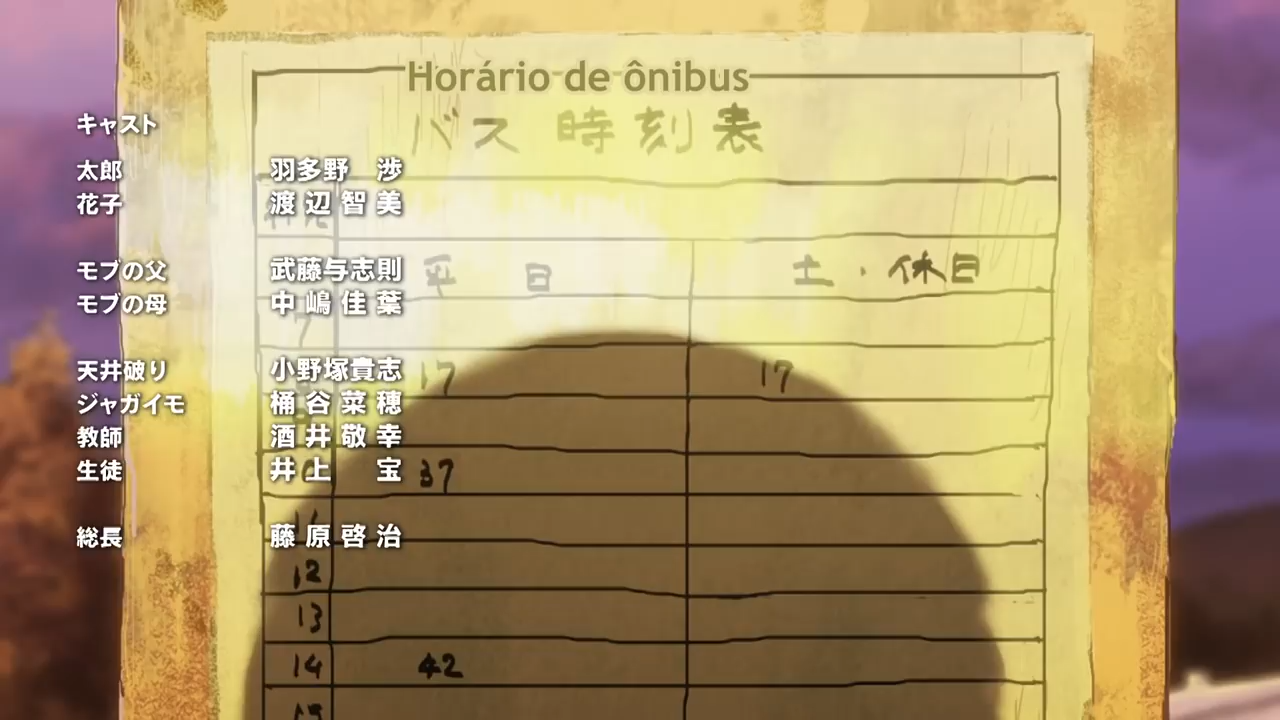 Horário de ônibus
バス 時刻表
キャスト
太郎 羽多野 渉
花子 渡辺智美
モブの父 武藤与志則
モブの母 中嶋佳葉
天井破り 小野塚貴志
ジャガイモ 桶谷菜穂
教師 酒井敬幸
生徒 井上 宝
総長 藤原啓治
平 日 土・休日
7
17 17
37
12
13
14 42
15